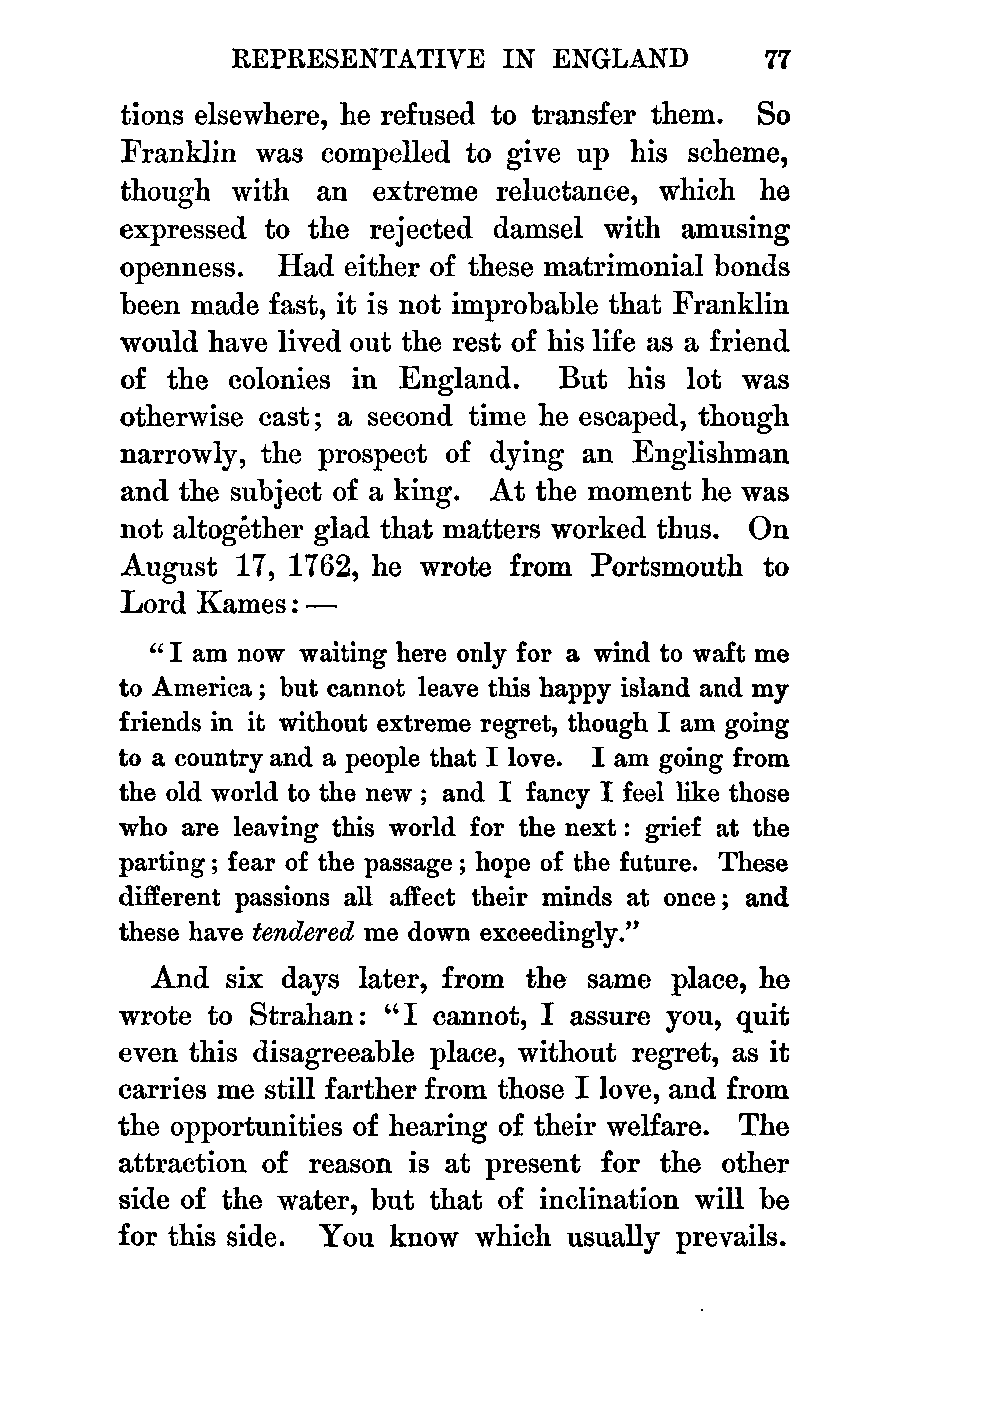 REPRESENTATIVE IN ENGLAND 77
tions elsewhere, he refused to transfer them. So
Franklin was compelled to give up his scheme,
though with an extreme reluctance, which he
expressed to the rejected damsel with amusing
openness. Had either of these matrimonial bonds
been made fast, it is not improbable that Franklin
would have lived out the rest of his life as a friend
of the colonies in England. But his lot was
otherwise cast; a second time he escaped, though
narrowly, the prospect of dying an Englishman
and the subject of a king. At the moment he was
not altogether glad that matters worked thus. On
August 17, 1762, he wrote from Portsmouth to
Lord Kames: —
“I am now waiting here only for a wind to waft me
to America; but cannot leave this happy island and my
friends in it without extreme regret, though I am going
to a country and a people that I love. I am going from
the old world to the new; and I fancy I feel like those
who are leaving this world for the next: grief at the
parting; fear of the passage; hope of the future. These
different passions all affect their minds at once; and
these have tendered me down exceedingly.”
And six days later, from the same place, he
wrote to Strahan: “I cannot, I assure you, quit
even this disagreeable place, without regret, as it
carries me still farther from those I love, and from
the opportunities of hearing of their welfare. The
attraction of reason is at present for the other
side of the water, but that of inclination will be
for this side. You know which usually prevails.